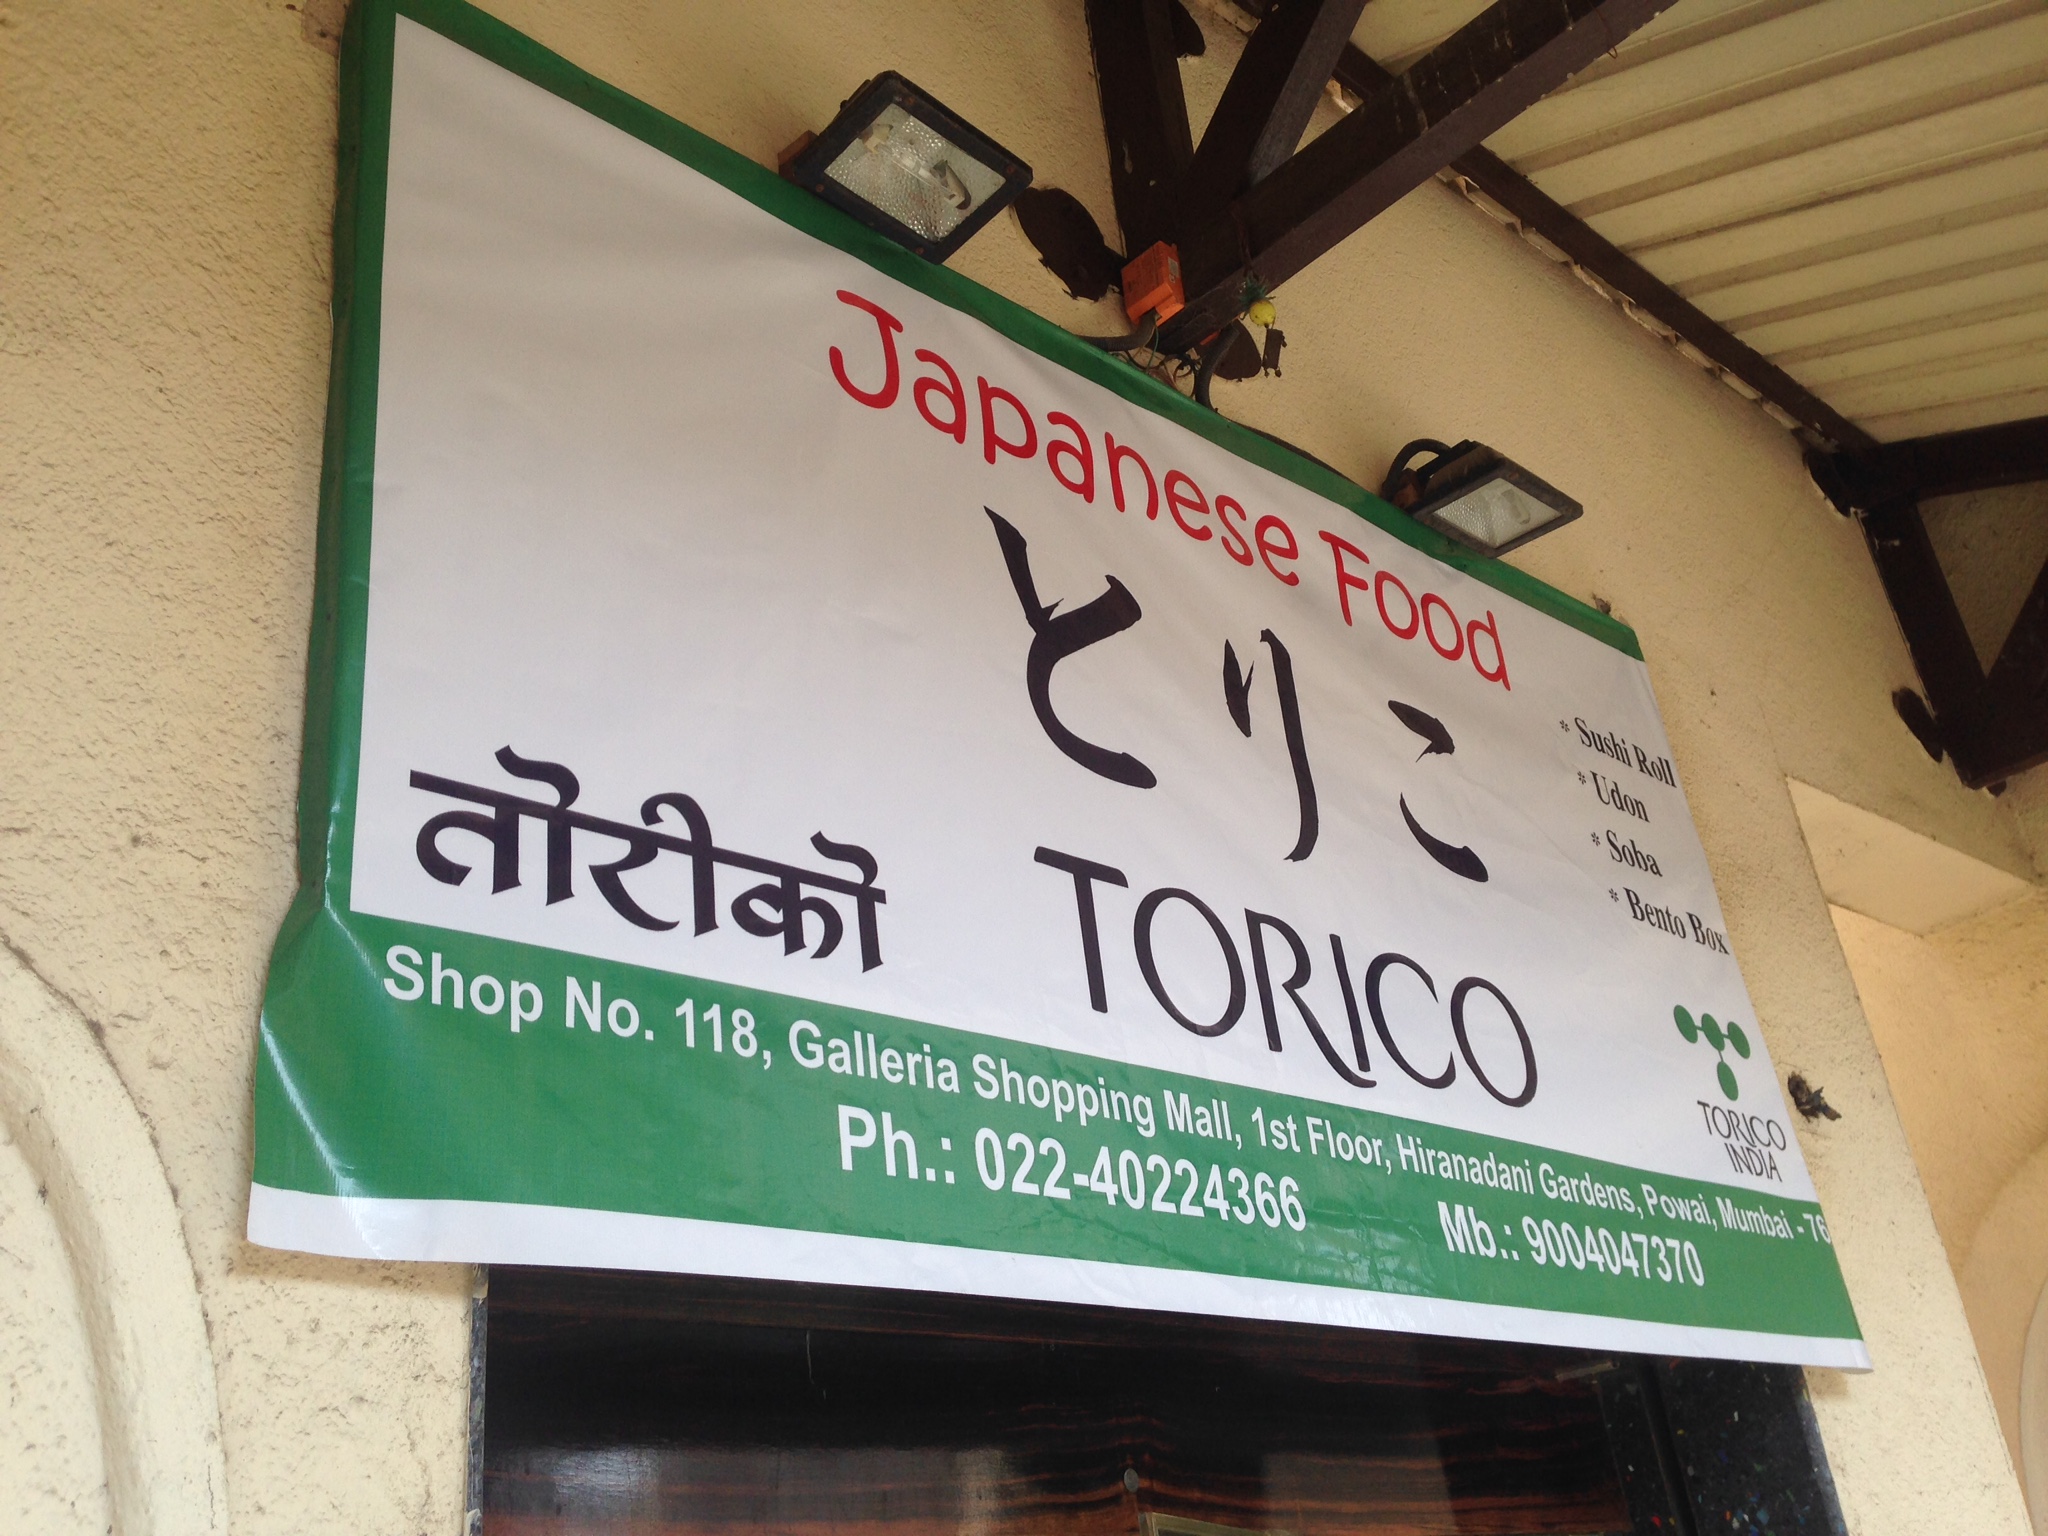 Japanese Food
とりこ
तोरीको TORICO
* Sushi Roll
* Udon
* Soba
* Bento Box
TORICO
INDIA
Shop No. 118, Galleria Shopping Mall, 1st Floor, Hiranadani Gardens, Powai, Mumbai - 76
Ph.: 022-40224366 Mb.: 9004047370